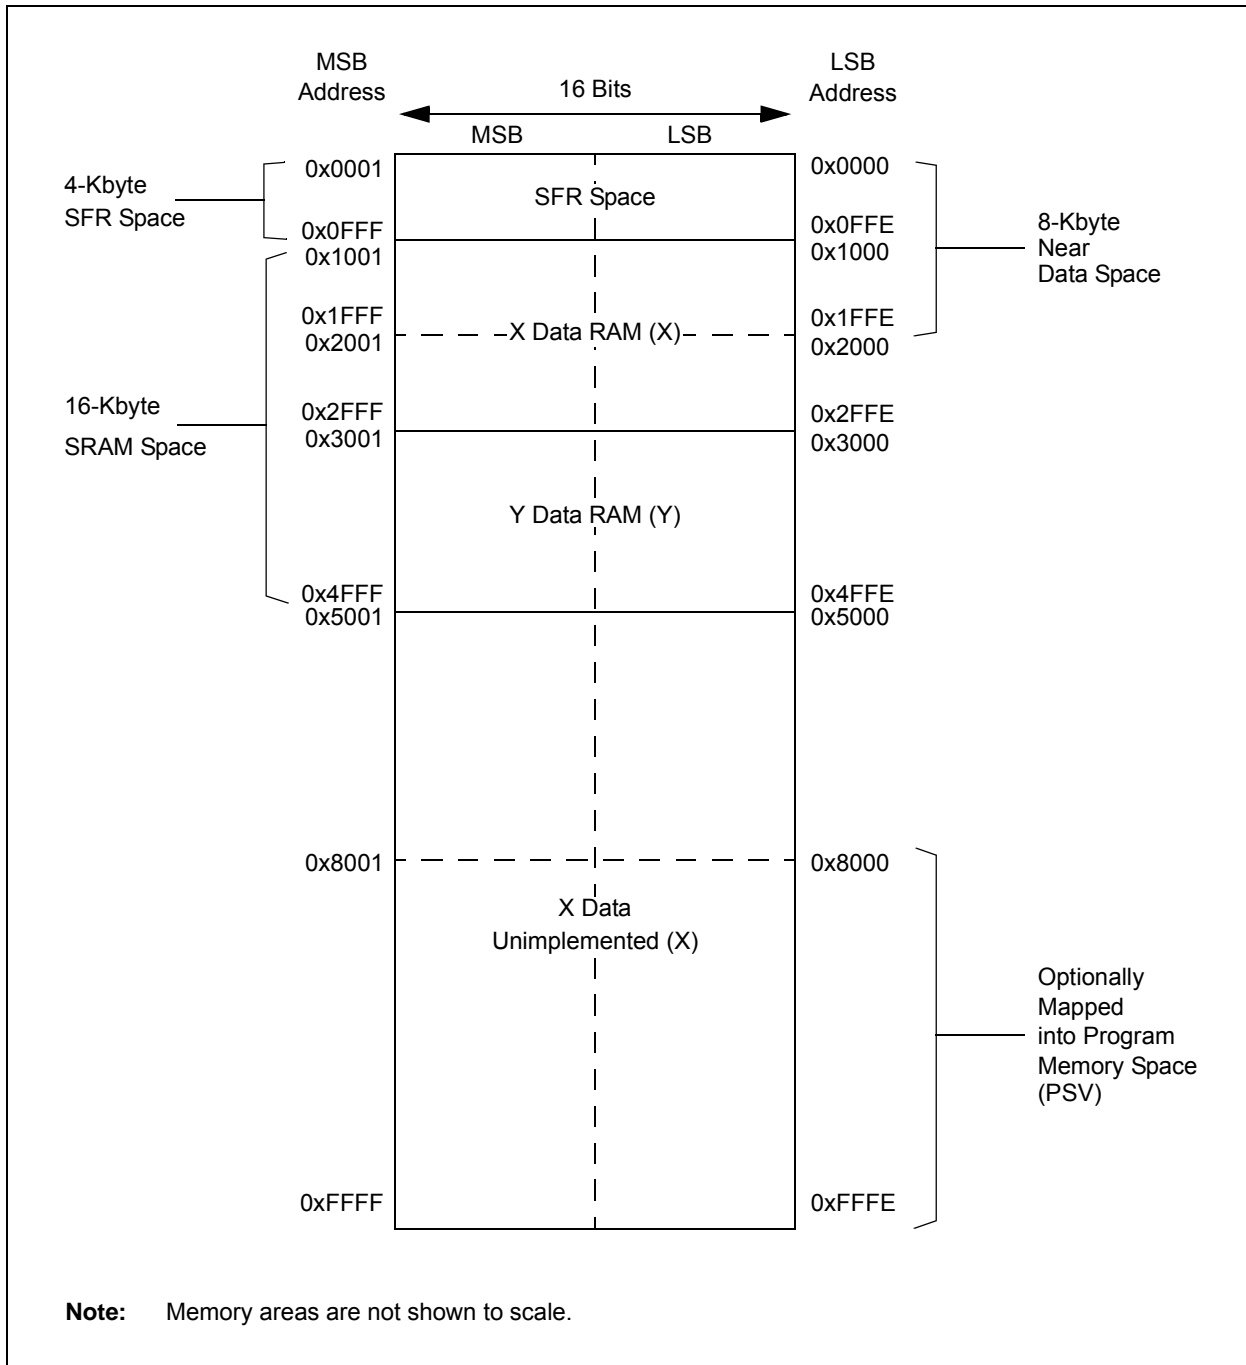 MSB
Address
LSB
Address
16 Bits
MSB
LSB
0x0001
0x0000
4-Kbyte
SFR Space
SFR Space
0x0FFF
0x0FFE
0x1001
0x1000
8-Kbyte
Near
Data Space
0x1FFF
0x1FFE
X Data RAM (X)
0x2001
0x2000
16-Kbyte
SRAM Space
0x2FFF
0x2FFE
0x3001
0x3000
Y Data RAM (Y)
0x4FFF
0x4FFE
0x5001
0x5000
0x8001
0x8000
X Data
Unimplemented (X)
Optionally
Mapped
into Program
Memory Space
(PSV)
0xFFFF
0xFFFE
Note: Memory areas are not shown to scale.